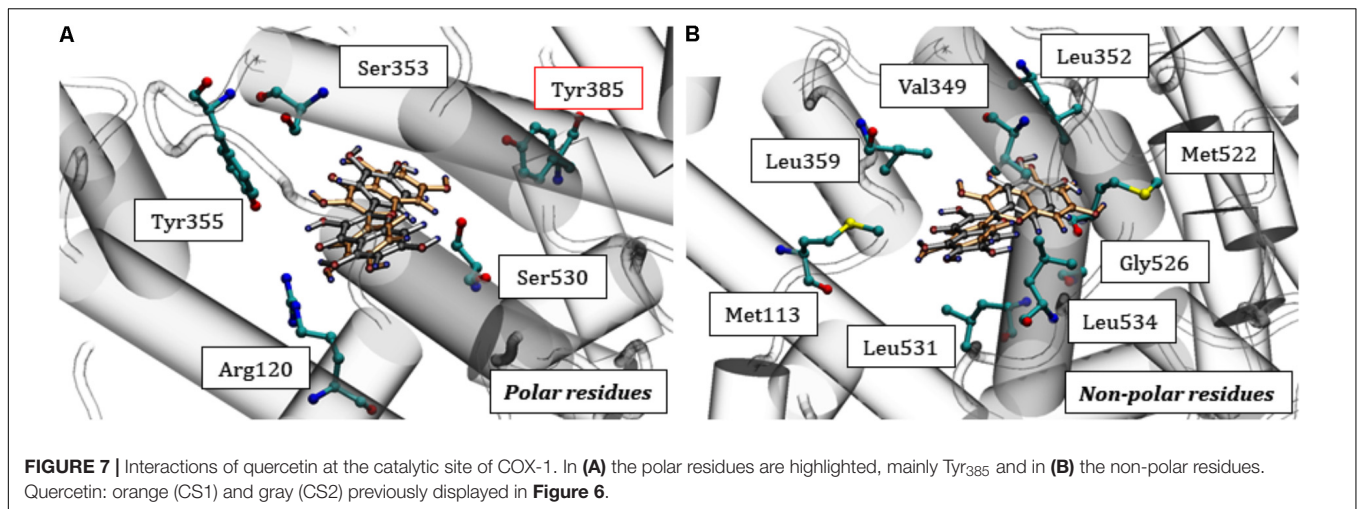 A
Ser353
Tyr385
Tyr355
Ser530
Arg120
Polar residues
B
Leu352
Val349
Met522
Leu359
Gly526
Met113
Leu534
Leu531
Non-polar residues
FIGURE 7 | Interactions of quercetin at the catalytic site of COX-1. In (A) the polar residues are highlighted, mainly Tyr385 and in (B) the non-polar residues.
Quercetin: orange (CS1) and gray (CS2) previously displayed in Figure 6.